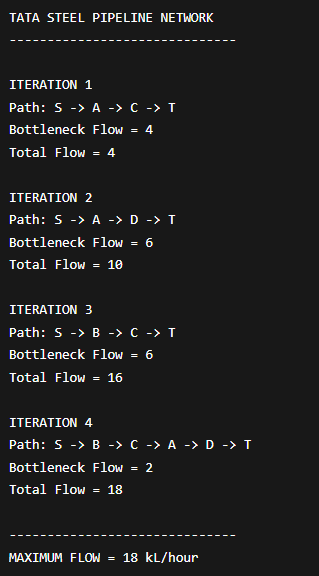 TATA STEEL PIPELINE NETWORK
------------------------------
ITERATION 1
Path: S -> A -> C -> T
Bottleneck Flow = 4
Total Flow = 4
ITERATION 2
Path: S -> A -> D -> T
Bottleneck Flow = 6
Total Flow = 10
ITERATION 3
Path: S -> B -> C -> T
Bottleneck Flow = 6
Total Flow = 16
ITERATION 4
Path: S -> B -> C -> A -> D -> T
Bottleneck Flow = 2
Total Flow = 18
------------------------------
MAXIMUM FLOW = 18 kL/hour